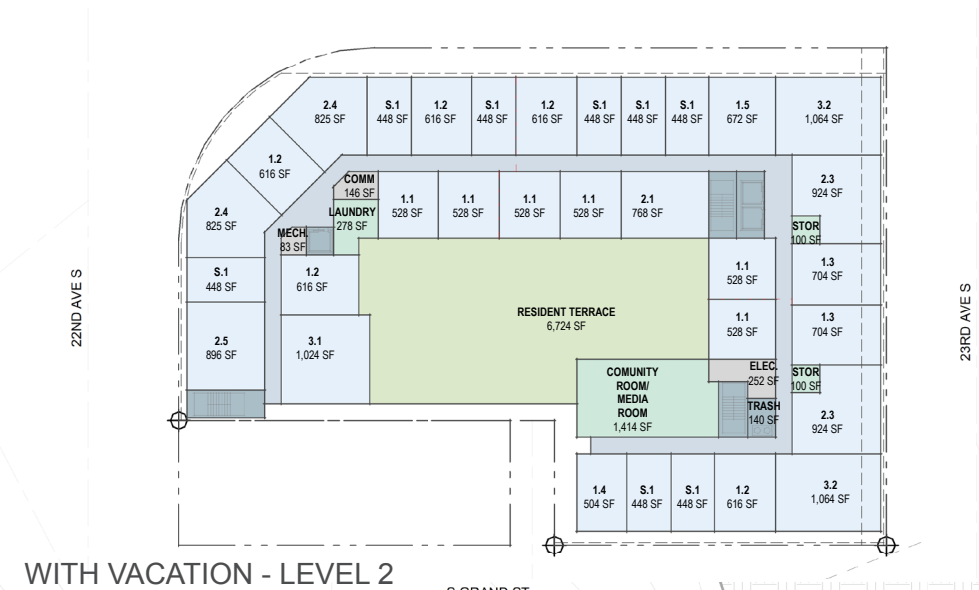 2.4
825 SF
S.1
448 SF
1.2
616 SF
S.1
448 SF
1.2
616 SF
S.1
448 SF
S.1
448 SF
S.1
448 SF
1.5
672 SF
3.2
1,064 SF
1.2
616 SF
2.4
825 SF
S.1
448 SF
2.5
896 SF
COMM
146 SF
LAUNDRY
278 SF
MECH.
83 SF
1.1
528 SF
1.1
528 SF
1.1
528 SF
1.1
528 SF
2.1
768 SF
2.3
924 SF
STOR
100 SF
1.3
704 SF
1.3
704 SF
STOR
100 SF
2.3
924 SF
3.2
1,064 SF
1.2
616 SF
3.1
1,024 SF
RESIDENT TERRACE
6,724 SF
1.1
528 SF
1.1
528 SF
ELEC.
252 SF
TRASH
140 SF
COMUNITY
ROOM/
MEDIA
ROOM
1,414 SF
1.4
504 SF
S.1
448 SF
S.1
448 SF
1.2
616 SF
22ND AVE S
23RD AVE S
WITH VACATION - LEVEL 2